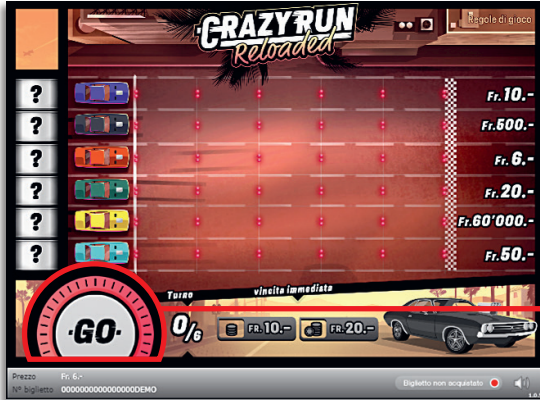 CRAZY RUN
Reloaded
Regole di gioco
? Fr. 10.-
? Fr.500.-
? Fr. 6.-
? Fr. 20.-
? Fr.60'000.-
? Fr. 50.-
Turno
vincita immediata
·GO·
0/6
FR. 10.-
FR. 20.-
Prezzo Fr. 6.-
Nº biglietto 0000000000000000DEMO
Biglietto non acquistato